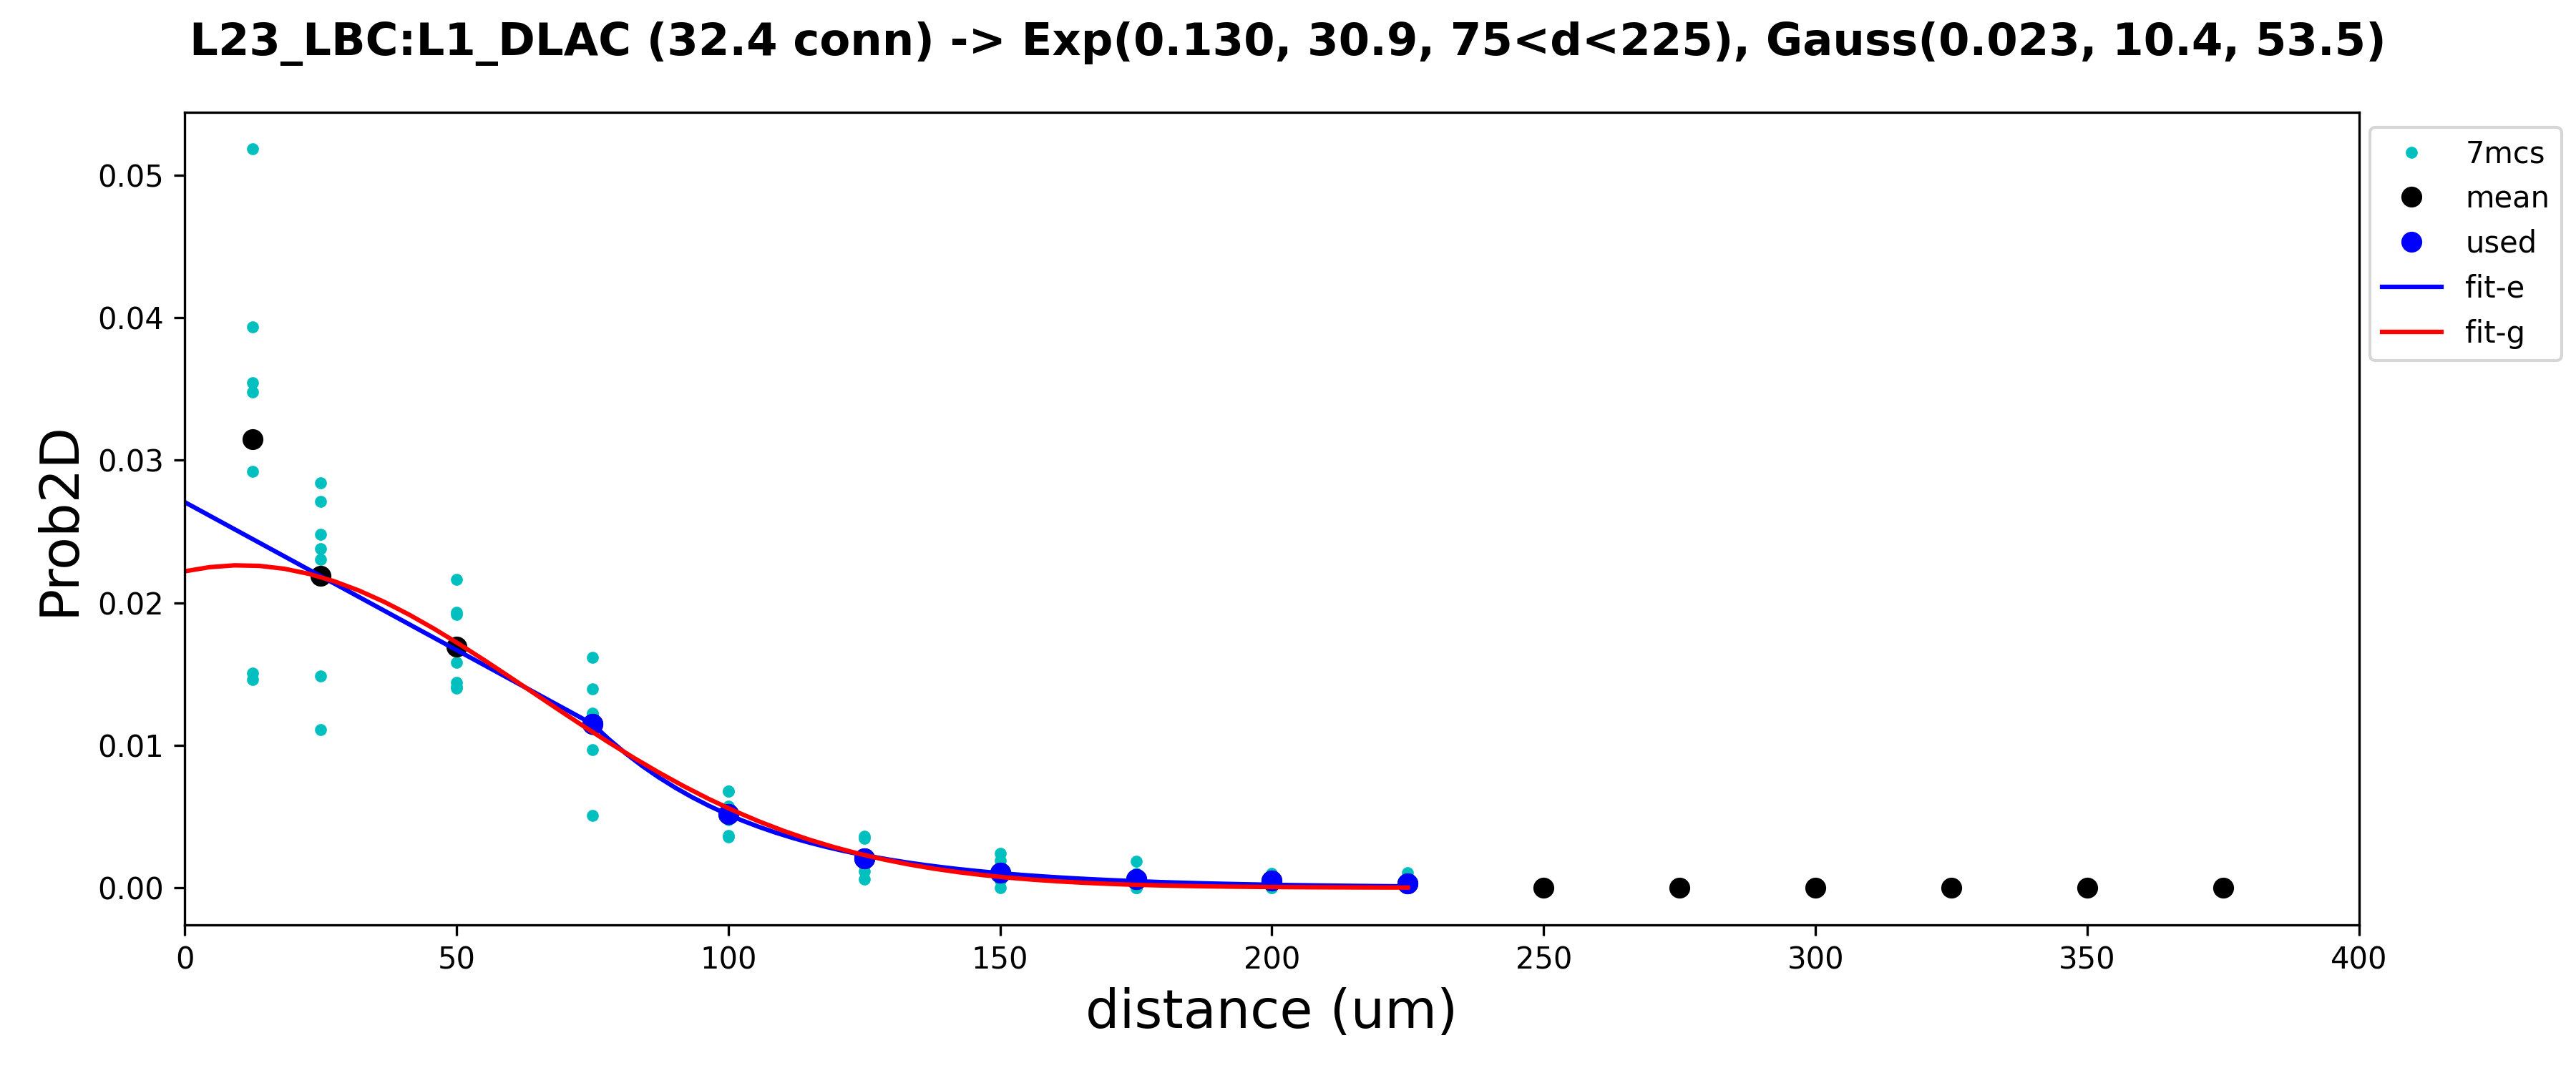 L23_LBC:L1_DLAC (32.4 conn) -> Exp(0.130, 30.9, 75<d<225), Gauss(0.023, 10.4, 53.5)
7mcs
mean
used
fit-e
fit-g
Prob2D
0.05
0.04
0.03
0.02
0.01
0.00
0 50 100 150 200 250 300 350 400
distance (um)